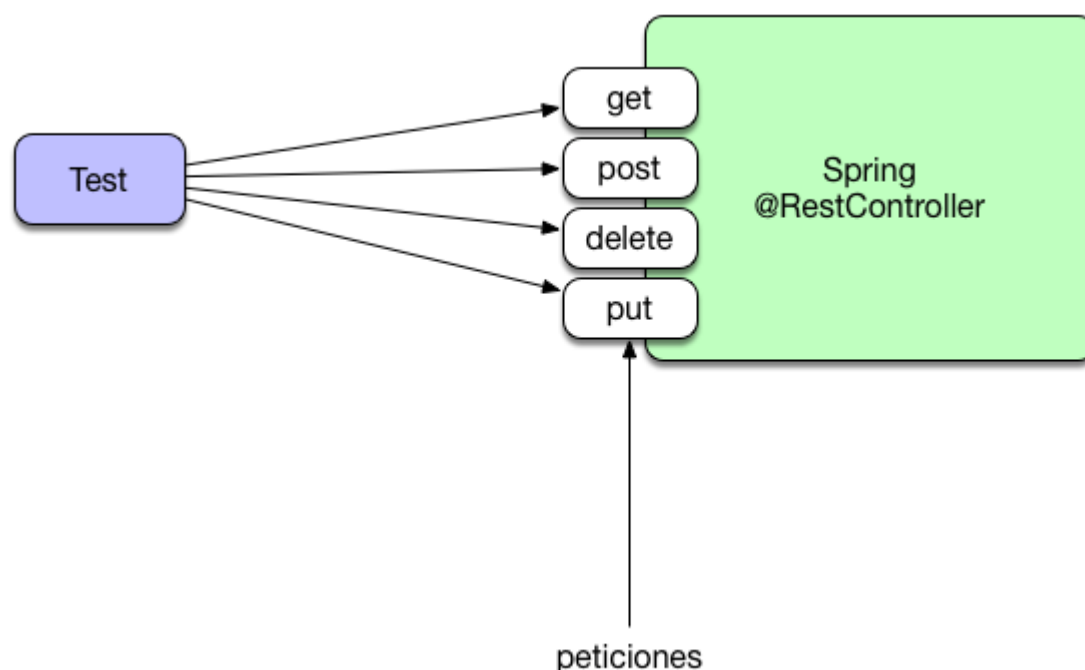 Test
get
post
delete
put
Spring
@RestController
peticiones